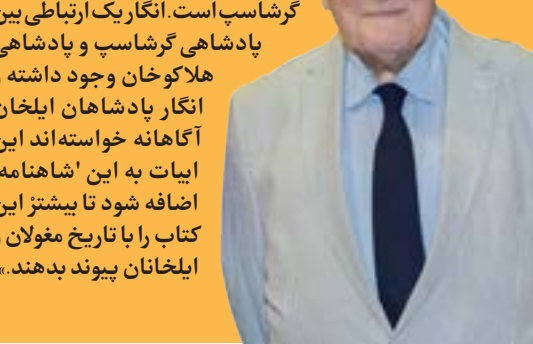 گرشاسپ است. انگار یک ارتباطی بین
پادشاهی گرشاسپ و پادشاهی
هلاکوخان وجود داشته
انگار پادشاهان ایلخان
آگاهانه خواسته‌اند این
ابیات به این 'شاهنامه
اضافه شود تا بیشتر این
کتاب را با تاریخ مغولان
ایلخانان پیوند بدهند.»